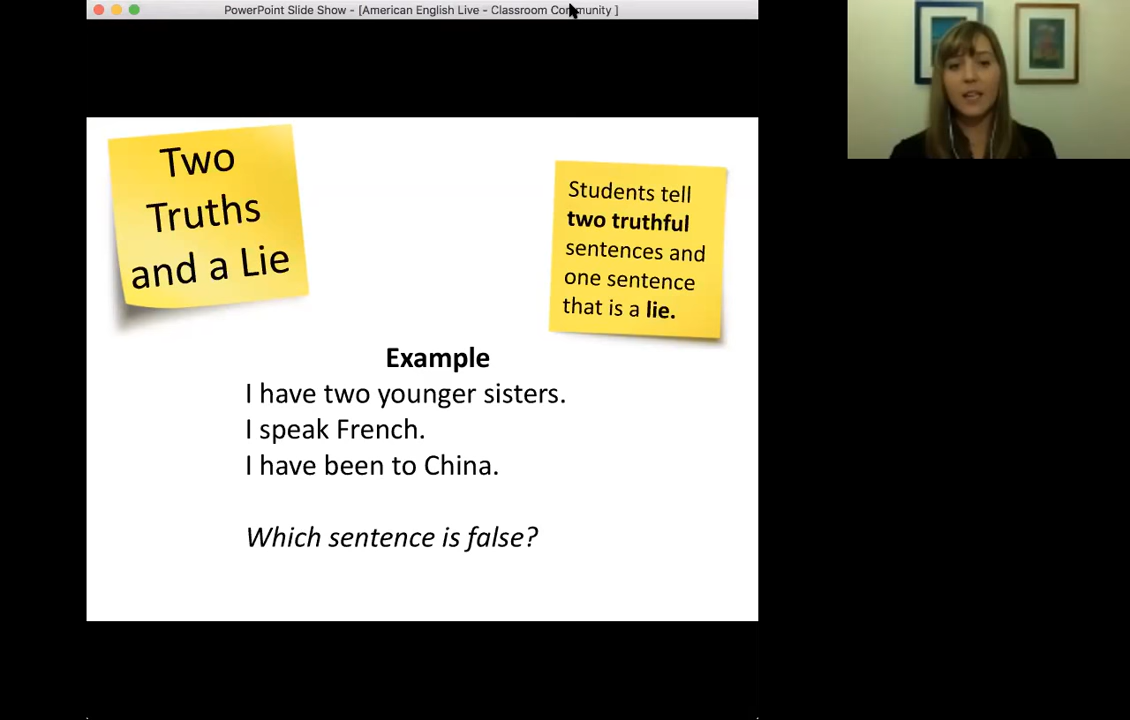 PowerPoint Slide Show - [American English Live - Classroom Community ]
Two
Truths
and a Lie
Students tell
two truthful
sentences and
one sentence
that is a lie.
Example
I have two younger sisters.
I speak French.
I have been to China.
Which sentence is false?